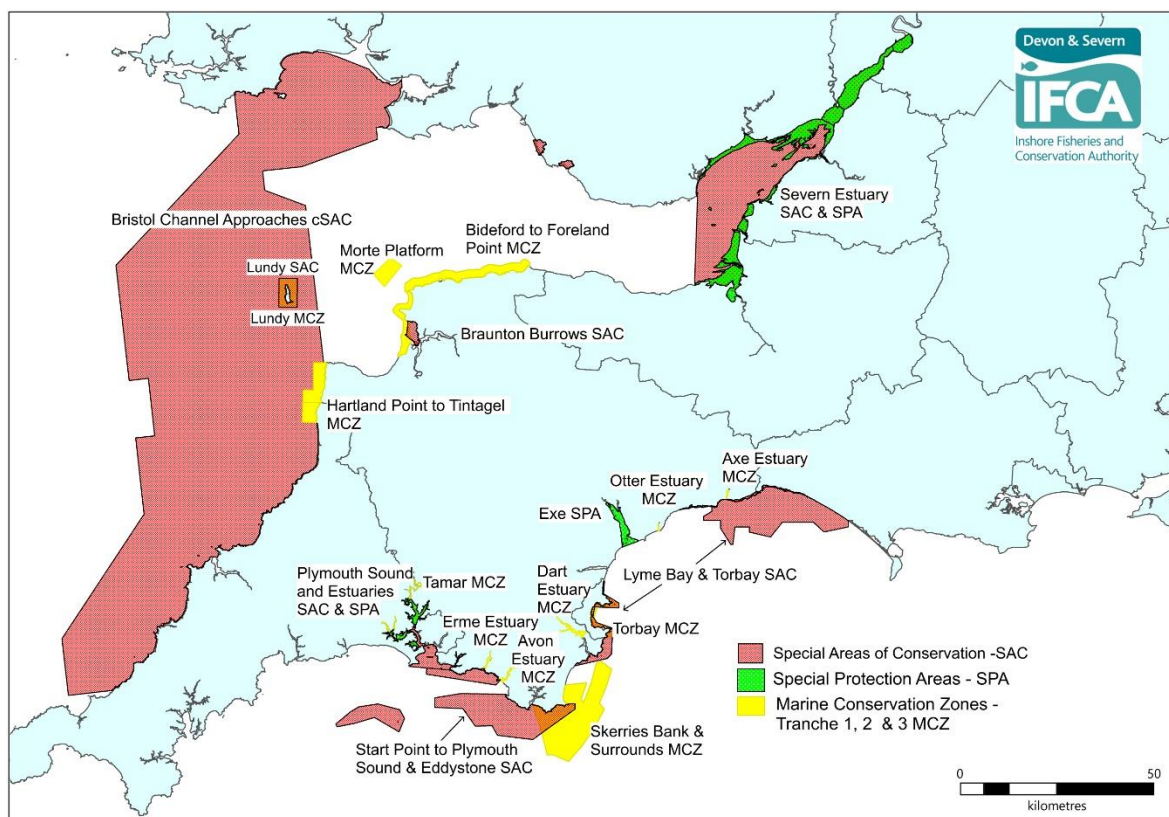 Devon & Severn
IFCA
Inshore Fisheries and
Conservation Authority
Severn Estuary
SAC & SPA
Bristol Channel Approaches cSAC
Bideford to Foreland
Point MCZ
Morte Platform
MCZ
Lundy SAC
Lundy MCZ
Braunton Burrows SAC
Hartland Point to Tintagel
MCZ
Axe Estuary
MCZ
Otter Estuary
MCZ
Exe SPA
Lyme Bay & Torbay SAC
Plymouth Sound
and Estuaries
SAC & SPA
Tamar MCZ
Dart
Estuary
MCZ
Torbay MCZ
Erme Estuary
MCZ
Avon
Estuary
MCZ
Skerries Bank &
Surrounds MCZ
Start Point to Plymouth
Sound & Eddystone SAC
Special Areas of Conservation -SAC
Special Protection Areas - SPA
Marine Conservation Zones -
Tranche 1, 2 & 3 MCZ
0 50
kilometres